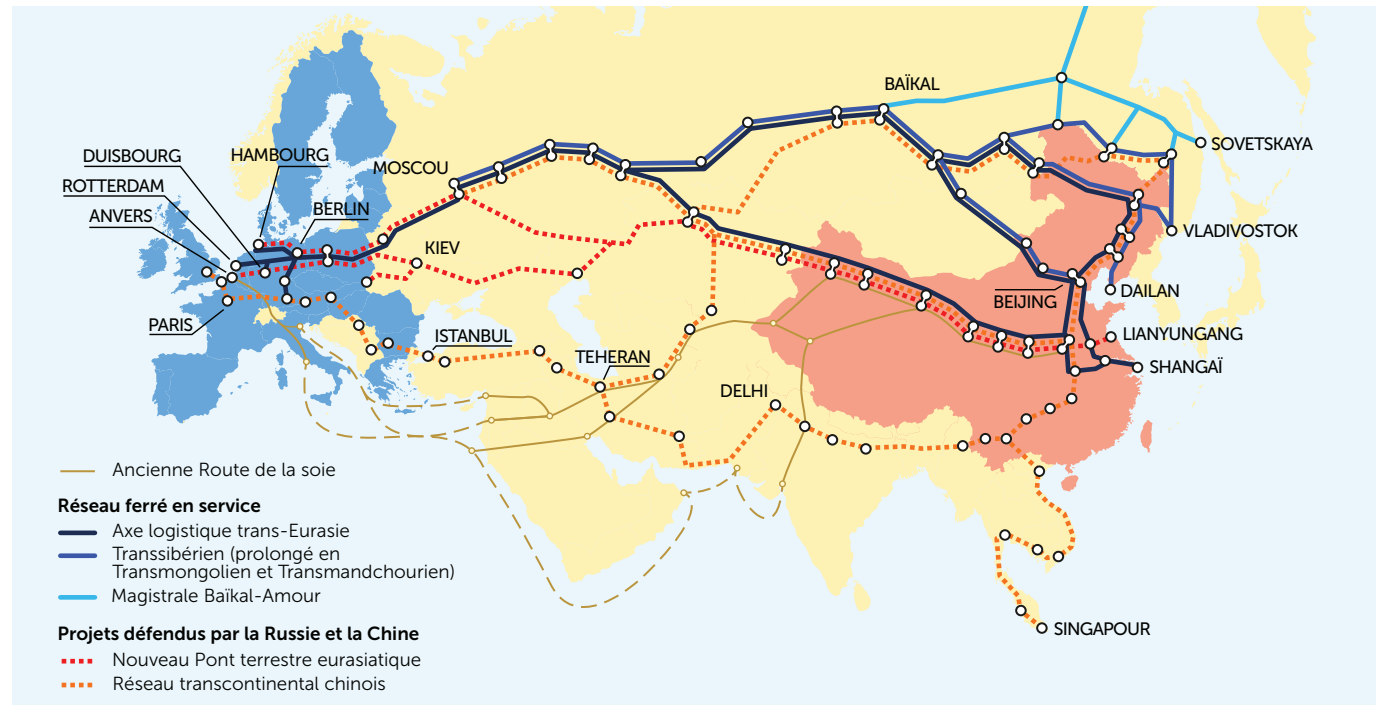 BAÏKAL
SOVETSKAYA
DUISBOURG
HAMBOURG
MOSCOU
ROTTERDAM
ANVERS
BERLIN
VLADIVOSTOK
KIEV
DAILAN
BEIJING
PARIS
ISTANBUL
LIANYUNGANG
TEHERAN
SHANGAÏ
DELHI
Ancienne Route de la soie
Réseau ferré en service
Axe logistique trans-Eurasie
Transsibérien (prolongé en
Transmongolien et Transmandchourien)
Magistrale Baïkal-Amour
SINGAPOUR
Projets défendus par la Russie et la Chine
Nouveau Pont terrestre eurasiatique
Réseau transcontinental chinois